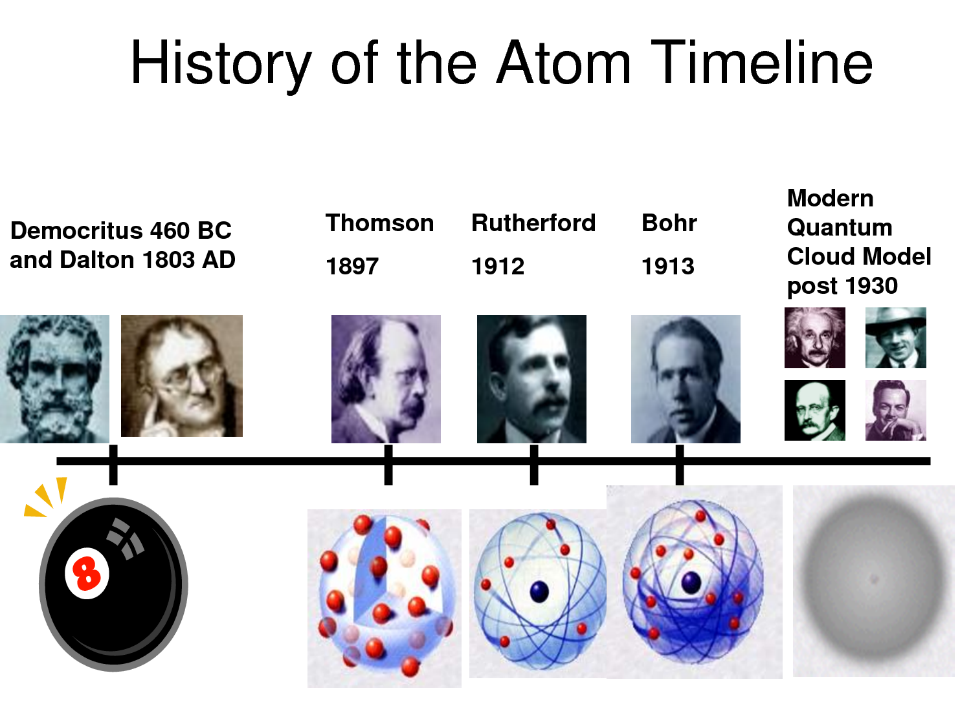 History of the Atom Timeline
Democritus 460 BC
and Dalton 1803 AD
Thomson
1897
Rutherford
1912
Bohr
1913
Modern
Quantum
Cloud Model
post 1930
8